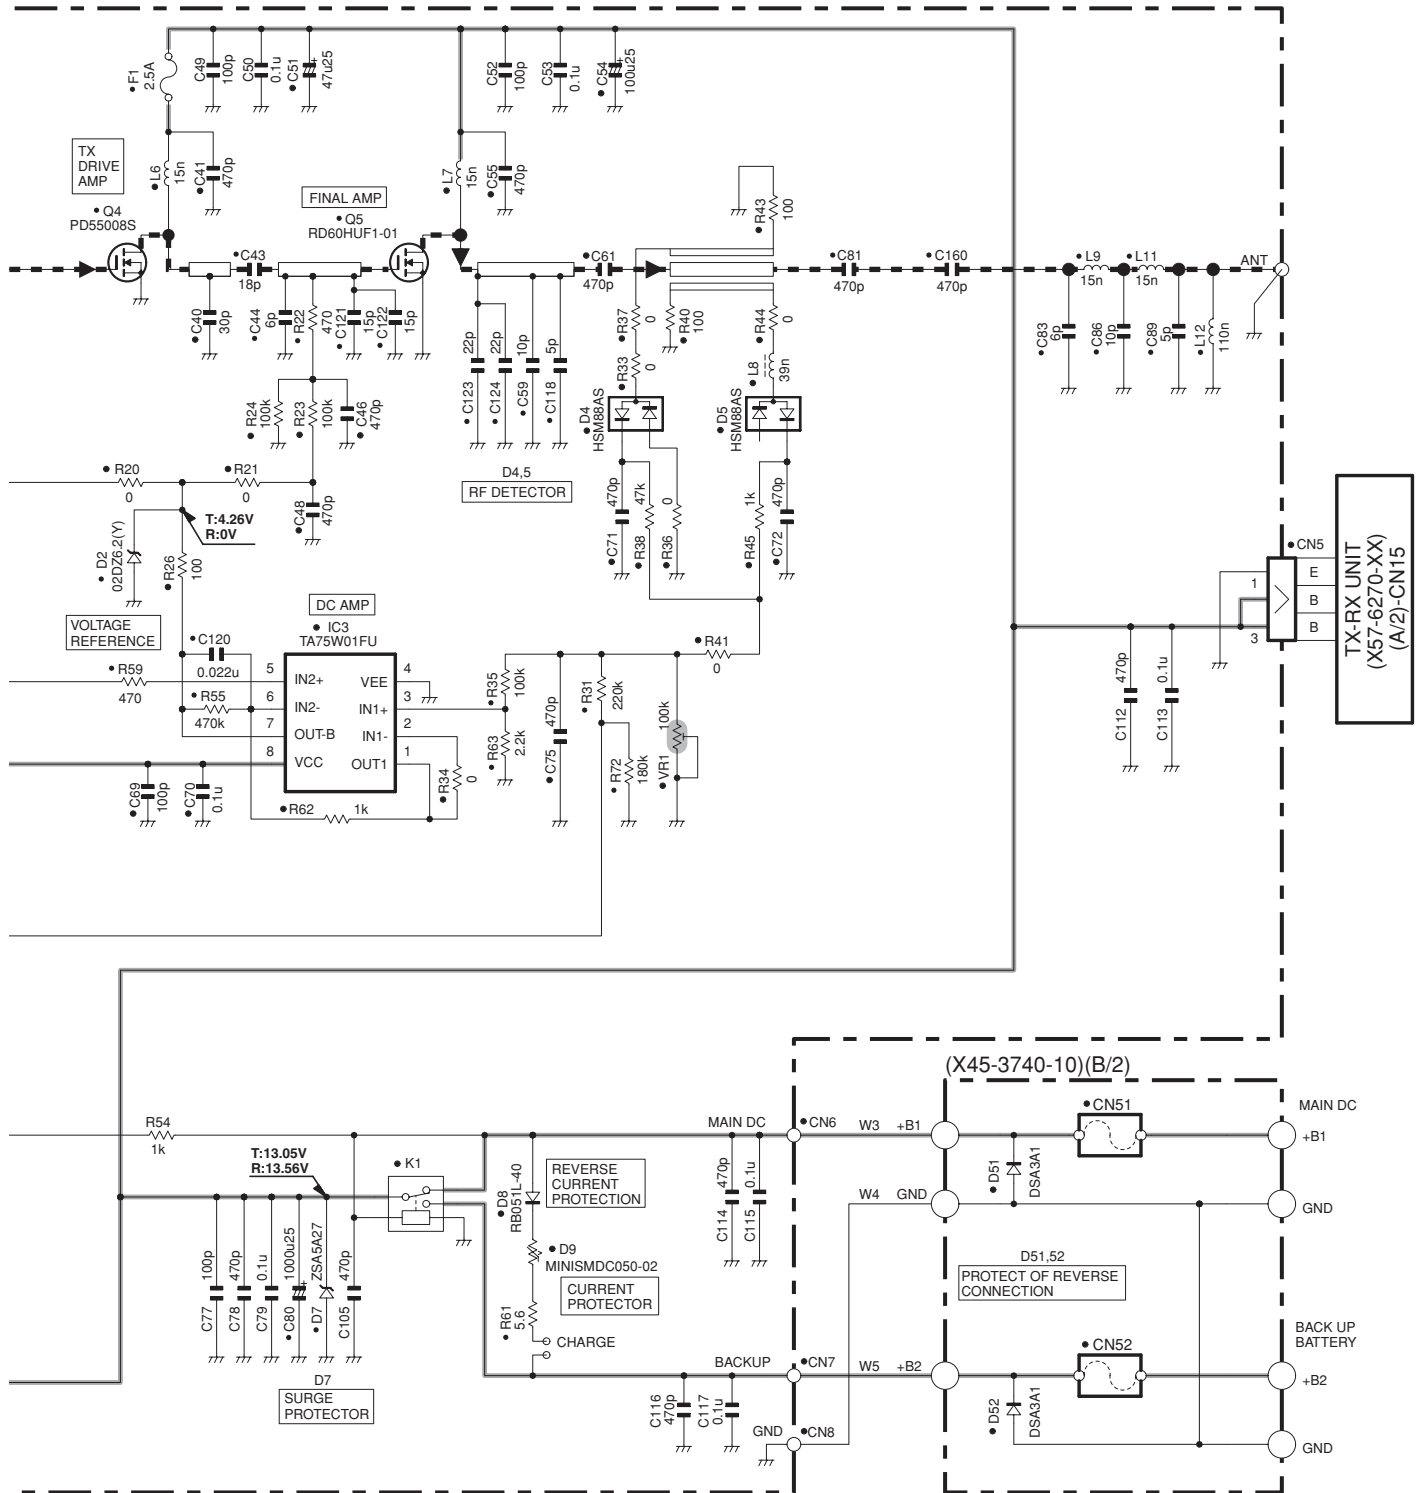 F1
2.5A
C49
100p
C50
0.1u
C51
47u25
C52
100p
C53
0.1u
C54
100u25
TX
DRIVE
AMP
L6
15n
C41
470p
FINAL AMP
L7
15n
C55
470p
R43
100
Q4
PD55008S
Q5
RD60HUF1-01
C43
18p
C61
470p
C81
470p
C160
470p
L9
15n
L11
15n
ANT
C40
30p
C44
6p
R22
470
C121
15p
C122
15p
R37
0
R40
100
R44
0
C83
6p
C86
10p
C89
5p
L12
110n
C123
22p
C124
22p
C59
10p
C118
5p
R33
0
L8
39n
R24
100k
R23
100k
C46
470p
D4
HSM88AS
D5
HSM88AS
R20
0
R21
0
D4,5
RF DETECTOR
T:4.26V
R:0V
C48
470p
C71
470p
R38
47k
R36
0
R45
1k
C72
470p
D2
02DZ6.2(Y)
R26
100
CN5
1
3
E
B
B
TX-RX UNIT
(X57-6270-XX)
(A/2)-CN15
VOLTAGE
REFERENCE
DC AMP
IC3
TA75W01FU
C120
0.022u
R59
470
R55
470k
5
6
7
8
IN2+
IN2-
OUT-B
VCC
VEE
IN1+
IN1-
OUT1
4
3
2
1
R35
100k
R63
2.2k
R34
0
R41
0
C75
470p
R31
220k
R72
180k
VR1
100k
C112
470p
C113
0.1u
C69
100p
C70
0.1u
R62
1k
(X45-3740-10)(B/2)
R54
1k
T:13.05V
R:13.56V
K1
MAIN DC
CN6
W3
+B1
CN51
MAIN DC
+B1
D8
RB051L-40
REVERSE
CURRENT
PROTECTION
C114
470p
C115
0.1u
D51
DSA3A1
W4
GND
GND
D9
MINISMDC050-02
CURRENT
PROTECTOR
D51,52
PROTECT OF REVERSE
CONNECTION
C77
100p
C78
470p
C79
0.1u
C80
1000u25
D7
ZSA5A27
C105
470p
R61
5.6
CHARGE
BACKUP
CN7
W5
+B2
CN52
BACK UP
BATTERY
+B2
D7
SURGE
PROTECTOR
C116
470p
C117
0.1u
D52
DSA3A1
GND
CN8
GND